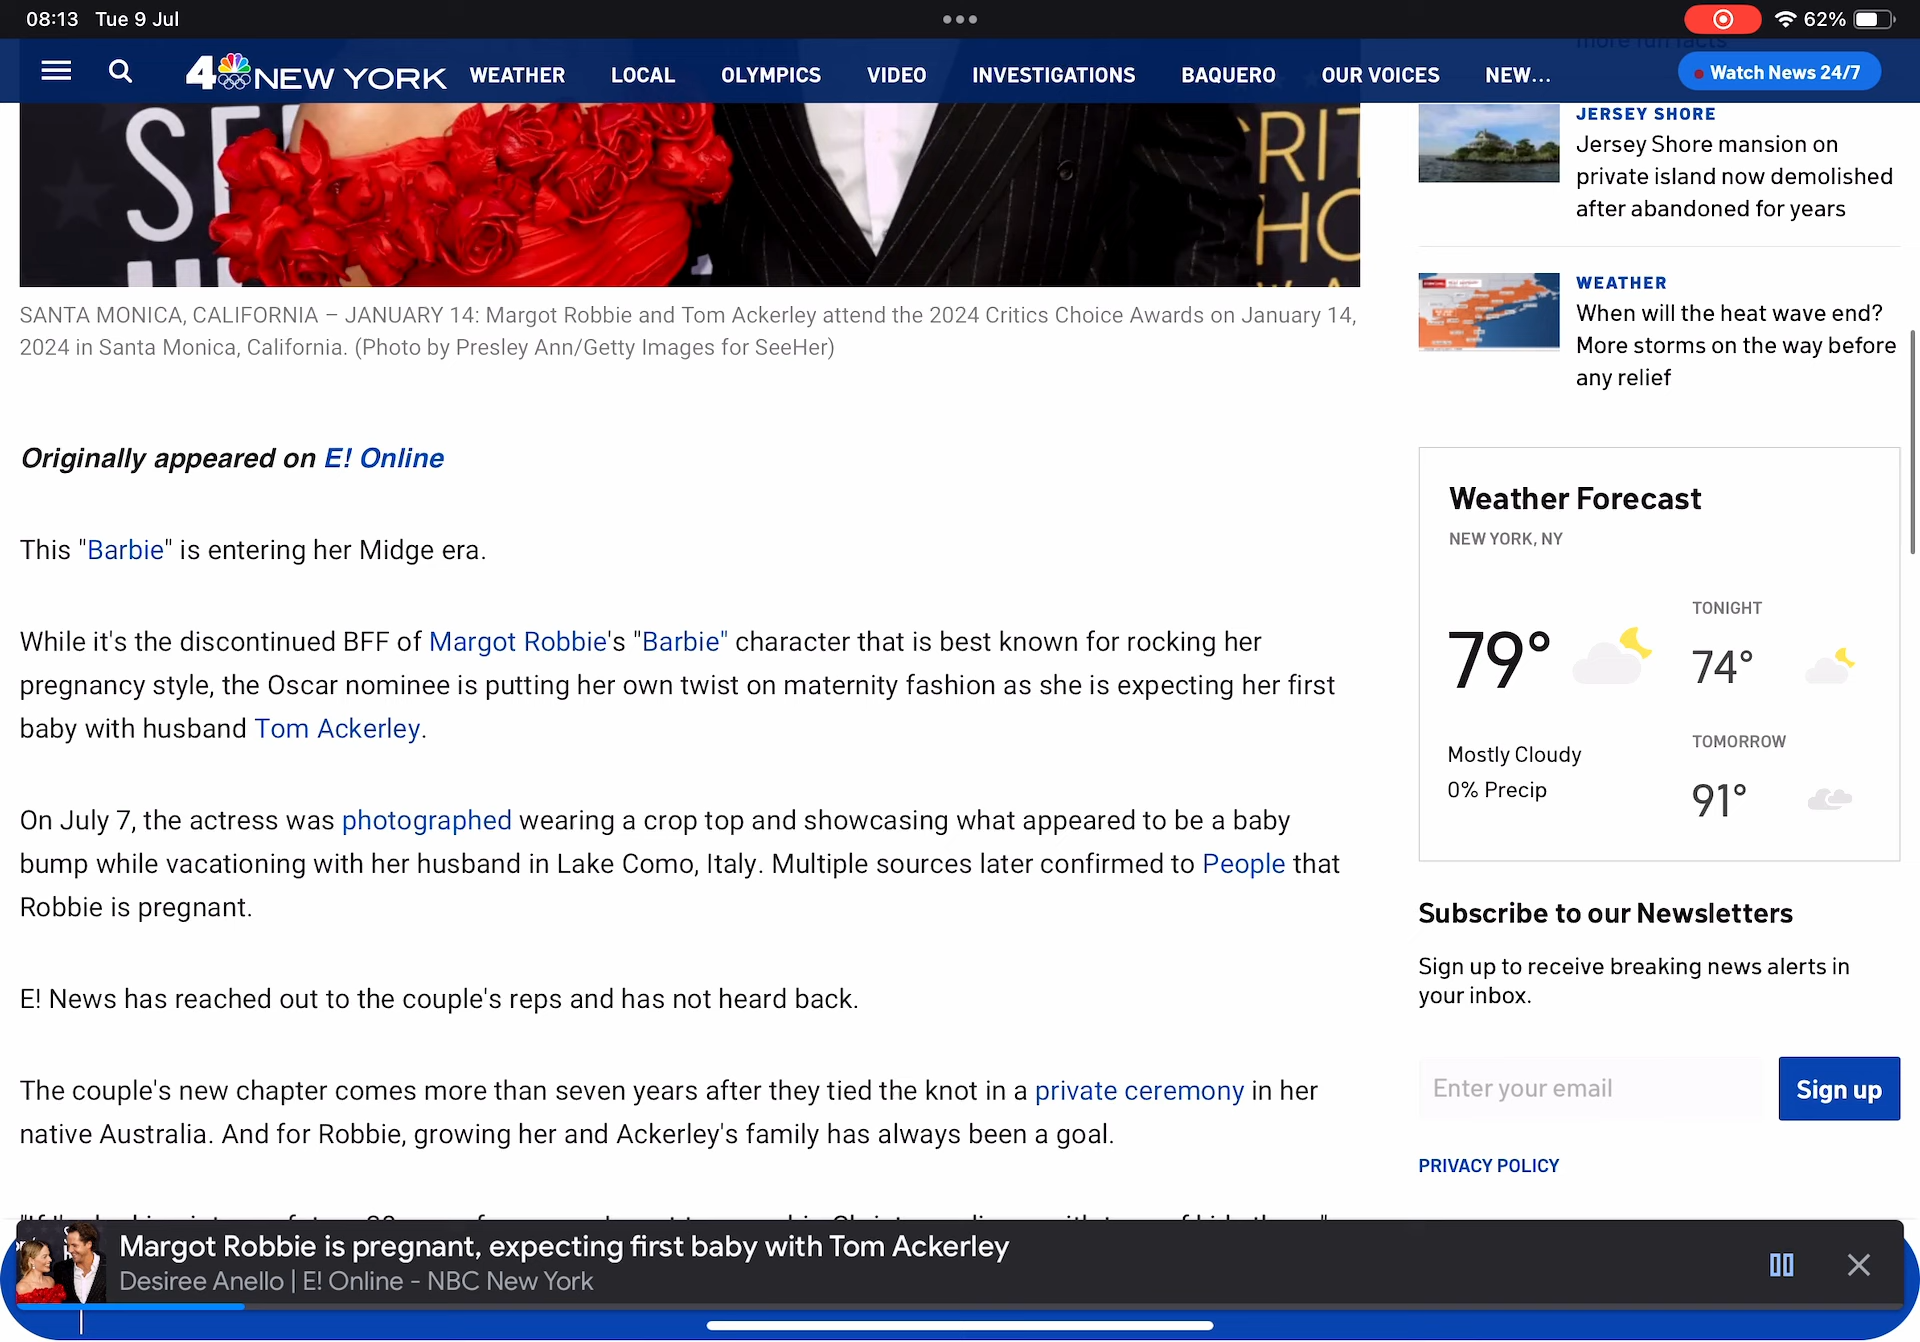 08:13 Tue 9 Jul
62%
4 NEW YORK WEATHER LOCAL OLYMPICS VIDEO INVESTIGATIONS BAQUERO OUR VOICES NEW... Watch News 24/7
SANTA MONICA, CALIFORNIA – JANUARY 14: Margot Robbie and Tom Ackerley attend the 2024 Critics Choice Awards on January 14,
2024 in Santa Monica, California. (Photo by Presley Ann/Getty Images for SeeHer)
Originally appeared on E! Online
This "Barbie" is entering her Midge era.
While it's the discontinued BFF of Margot Robbie's "Barbie" character that is best known for rocking her
pregnancy style, the Oscar nominee is putting her own twist on maternity fashion as she is expecting her first
baby with husband Tom Ackerley.
On July 7, the actress was photographed wearing a crop top and showcasing what appeared to be a baby
bump while vacationing with her husband in Lake Como, Italy. Multiple sources later confirmed to People that
Robbie is pregnant.
E! News has reached out to the couple's reps and has not heard back.
The couple's new chapter comes more than seven years after they tied the knot in a private ceremony in her
native Australia. And for Robbie, growing her and Ackerley's family has always been a goal.
JERSEY SHORE
Jersey Shore mansion on
private island now demolished
after abandoned for years
WEATHER
When will the heat wave end?
More storms on the way before
any relief
Weather Forecast
NEW YORK, NY
79°
Mostly Cloudy
0% Precip
TONIGHT
74°
TOMORROW
91°
Subscribe to our Newsletters
Sign up to receive breaking news alerts in
your inbox.
Enter your email
Sign up
PRIVACY POLICY
Margot Robbie is pregnant, expecting first baby with Tom Ackerley
Desiree Anello | E! Online - NBC New York